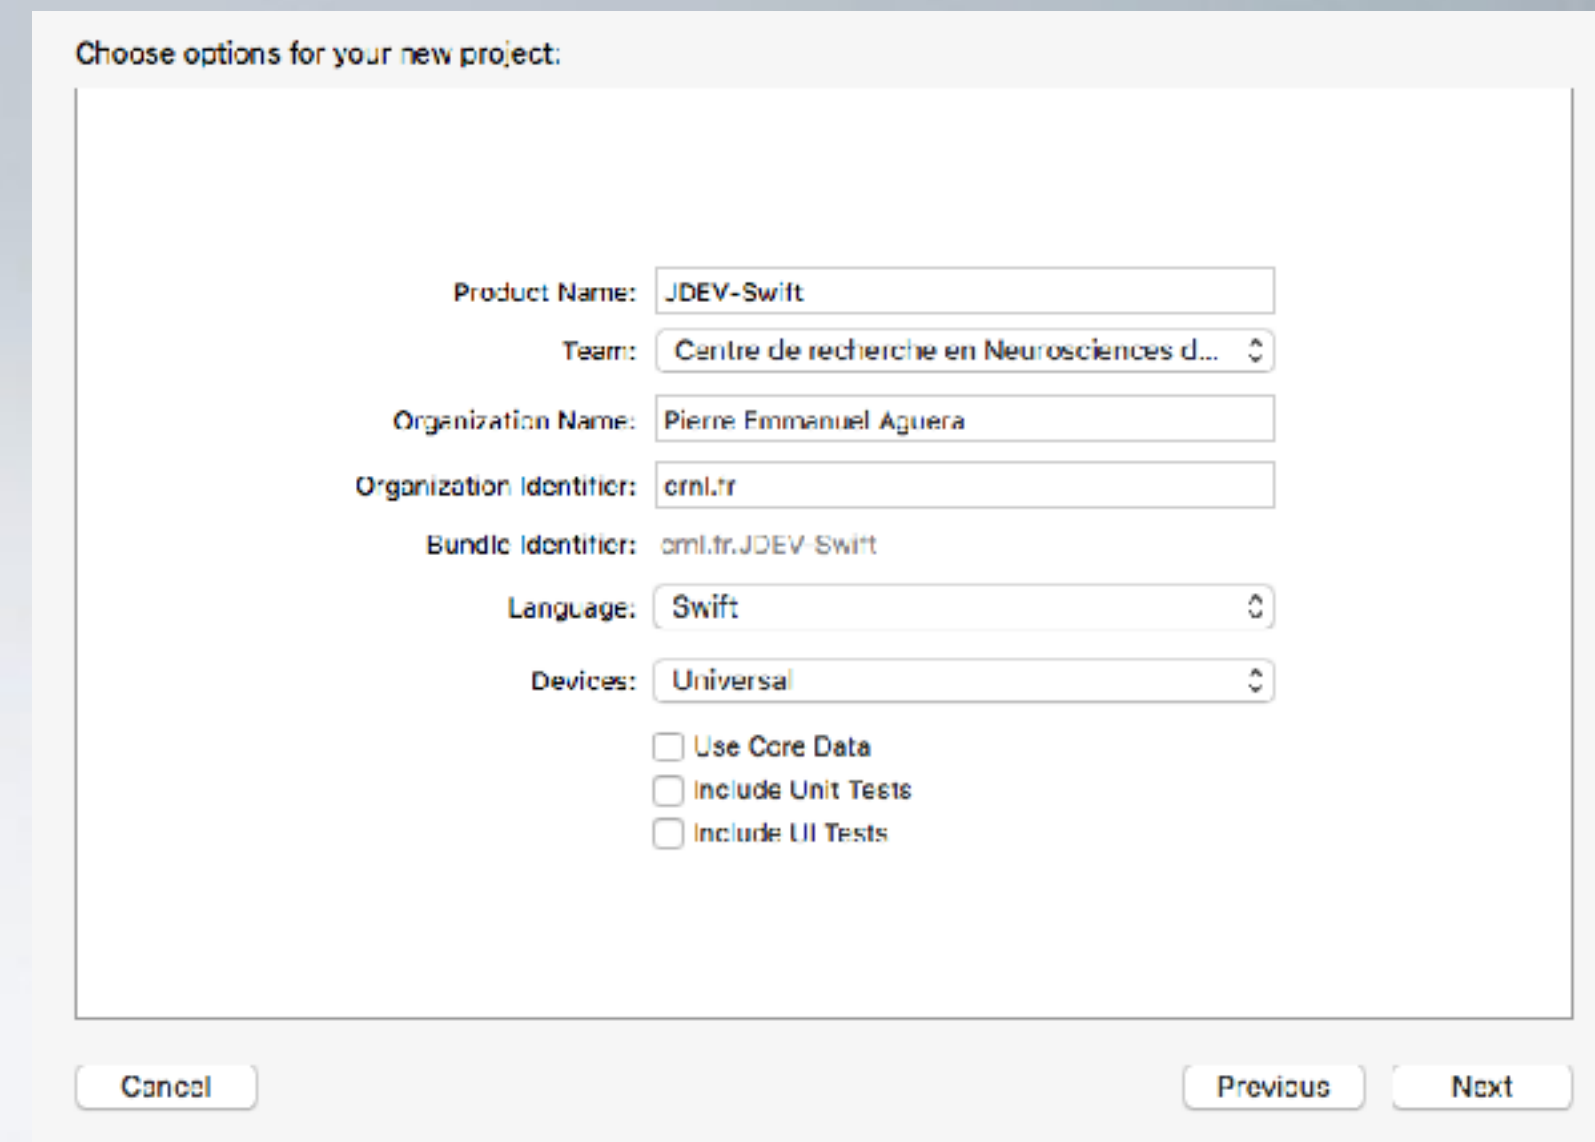 Choose options for your new project:
Product Name: JDEV-Swift
Team: Centre de recherche en Neurosciences d...
Organization Name: Pierre Emmanuel Aguera
Organization Identifier: crnl.fr
Bundle Identifier: crnl.fr.JDEV-Swift
Language: Swift
Devices: Universal
Use Core Data
Include Unit Tests
Include UI Tests
Cancel Previous Next